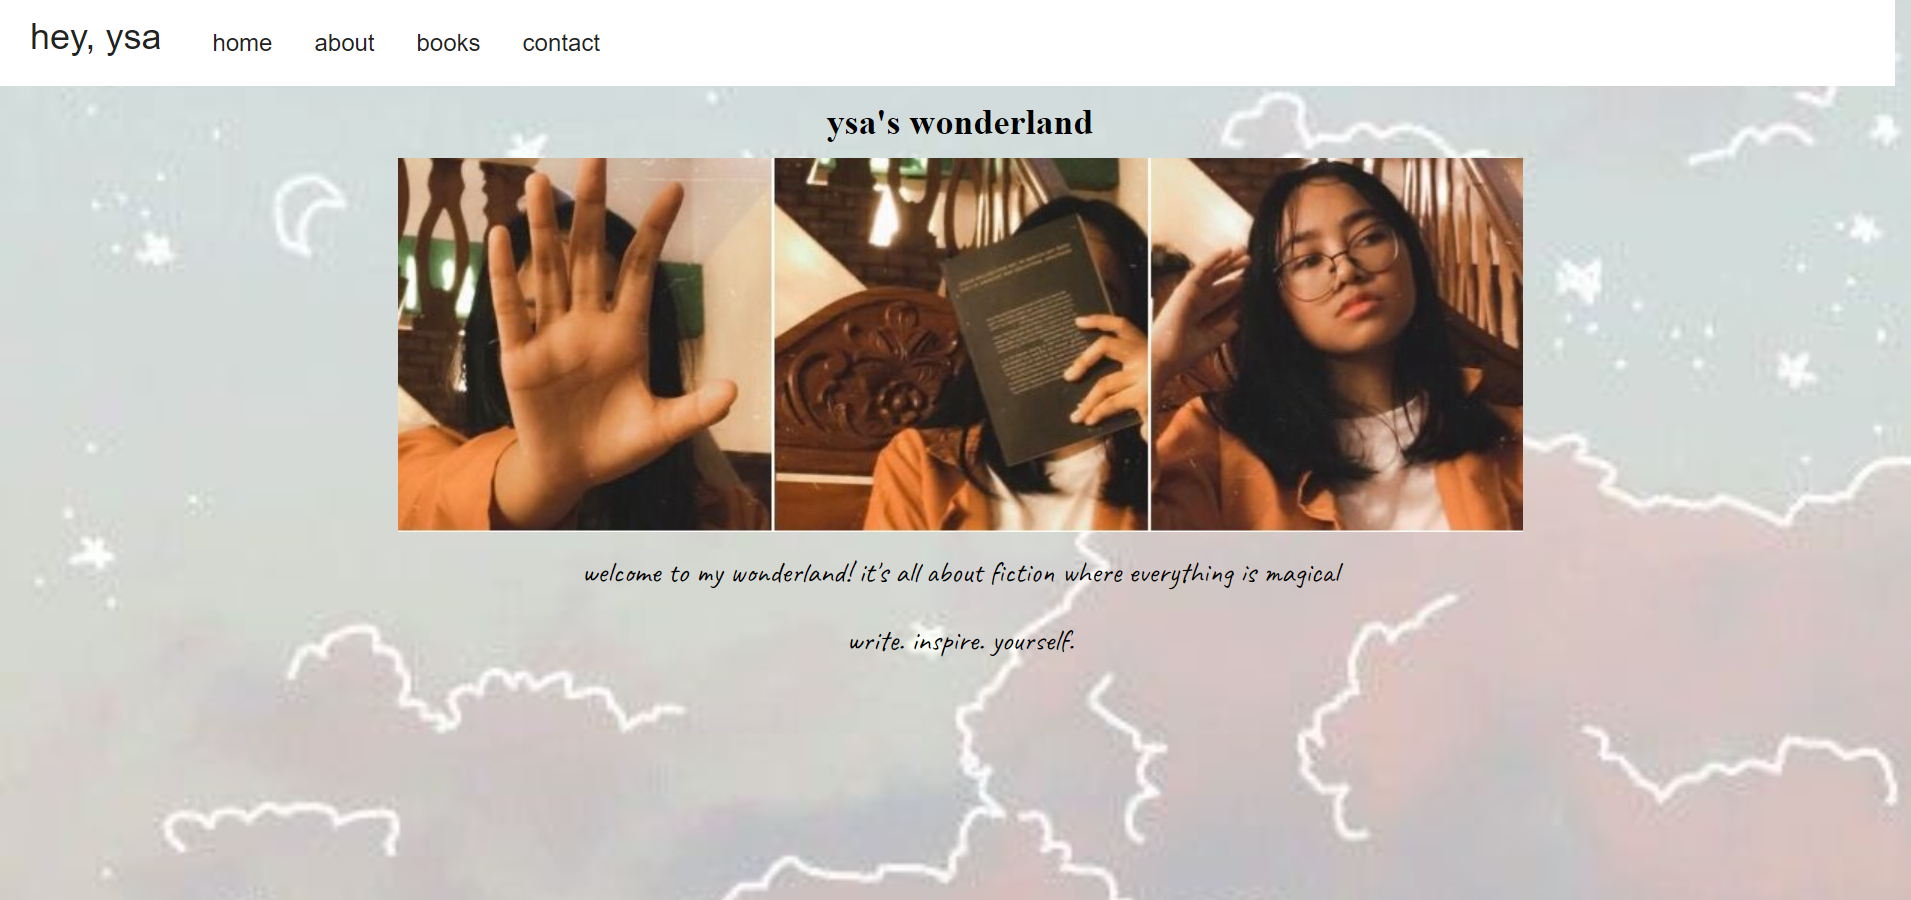 hey, ysa home about books contact
ysa's wonderland
welcome to my wonderland! it's all about fiction where everything is magical
write. inspire. yourself.